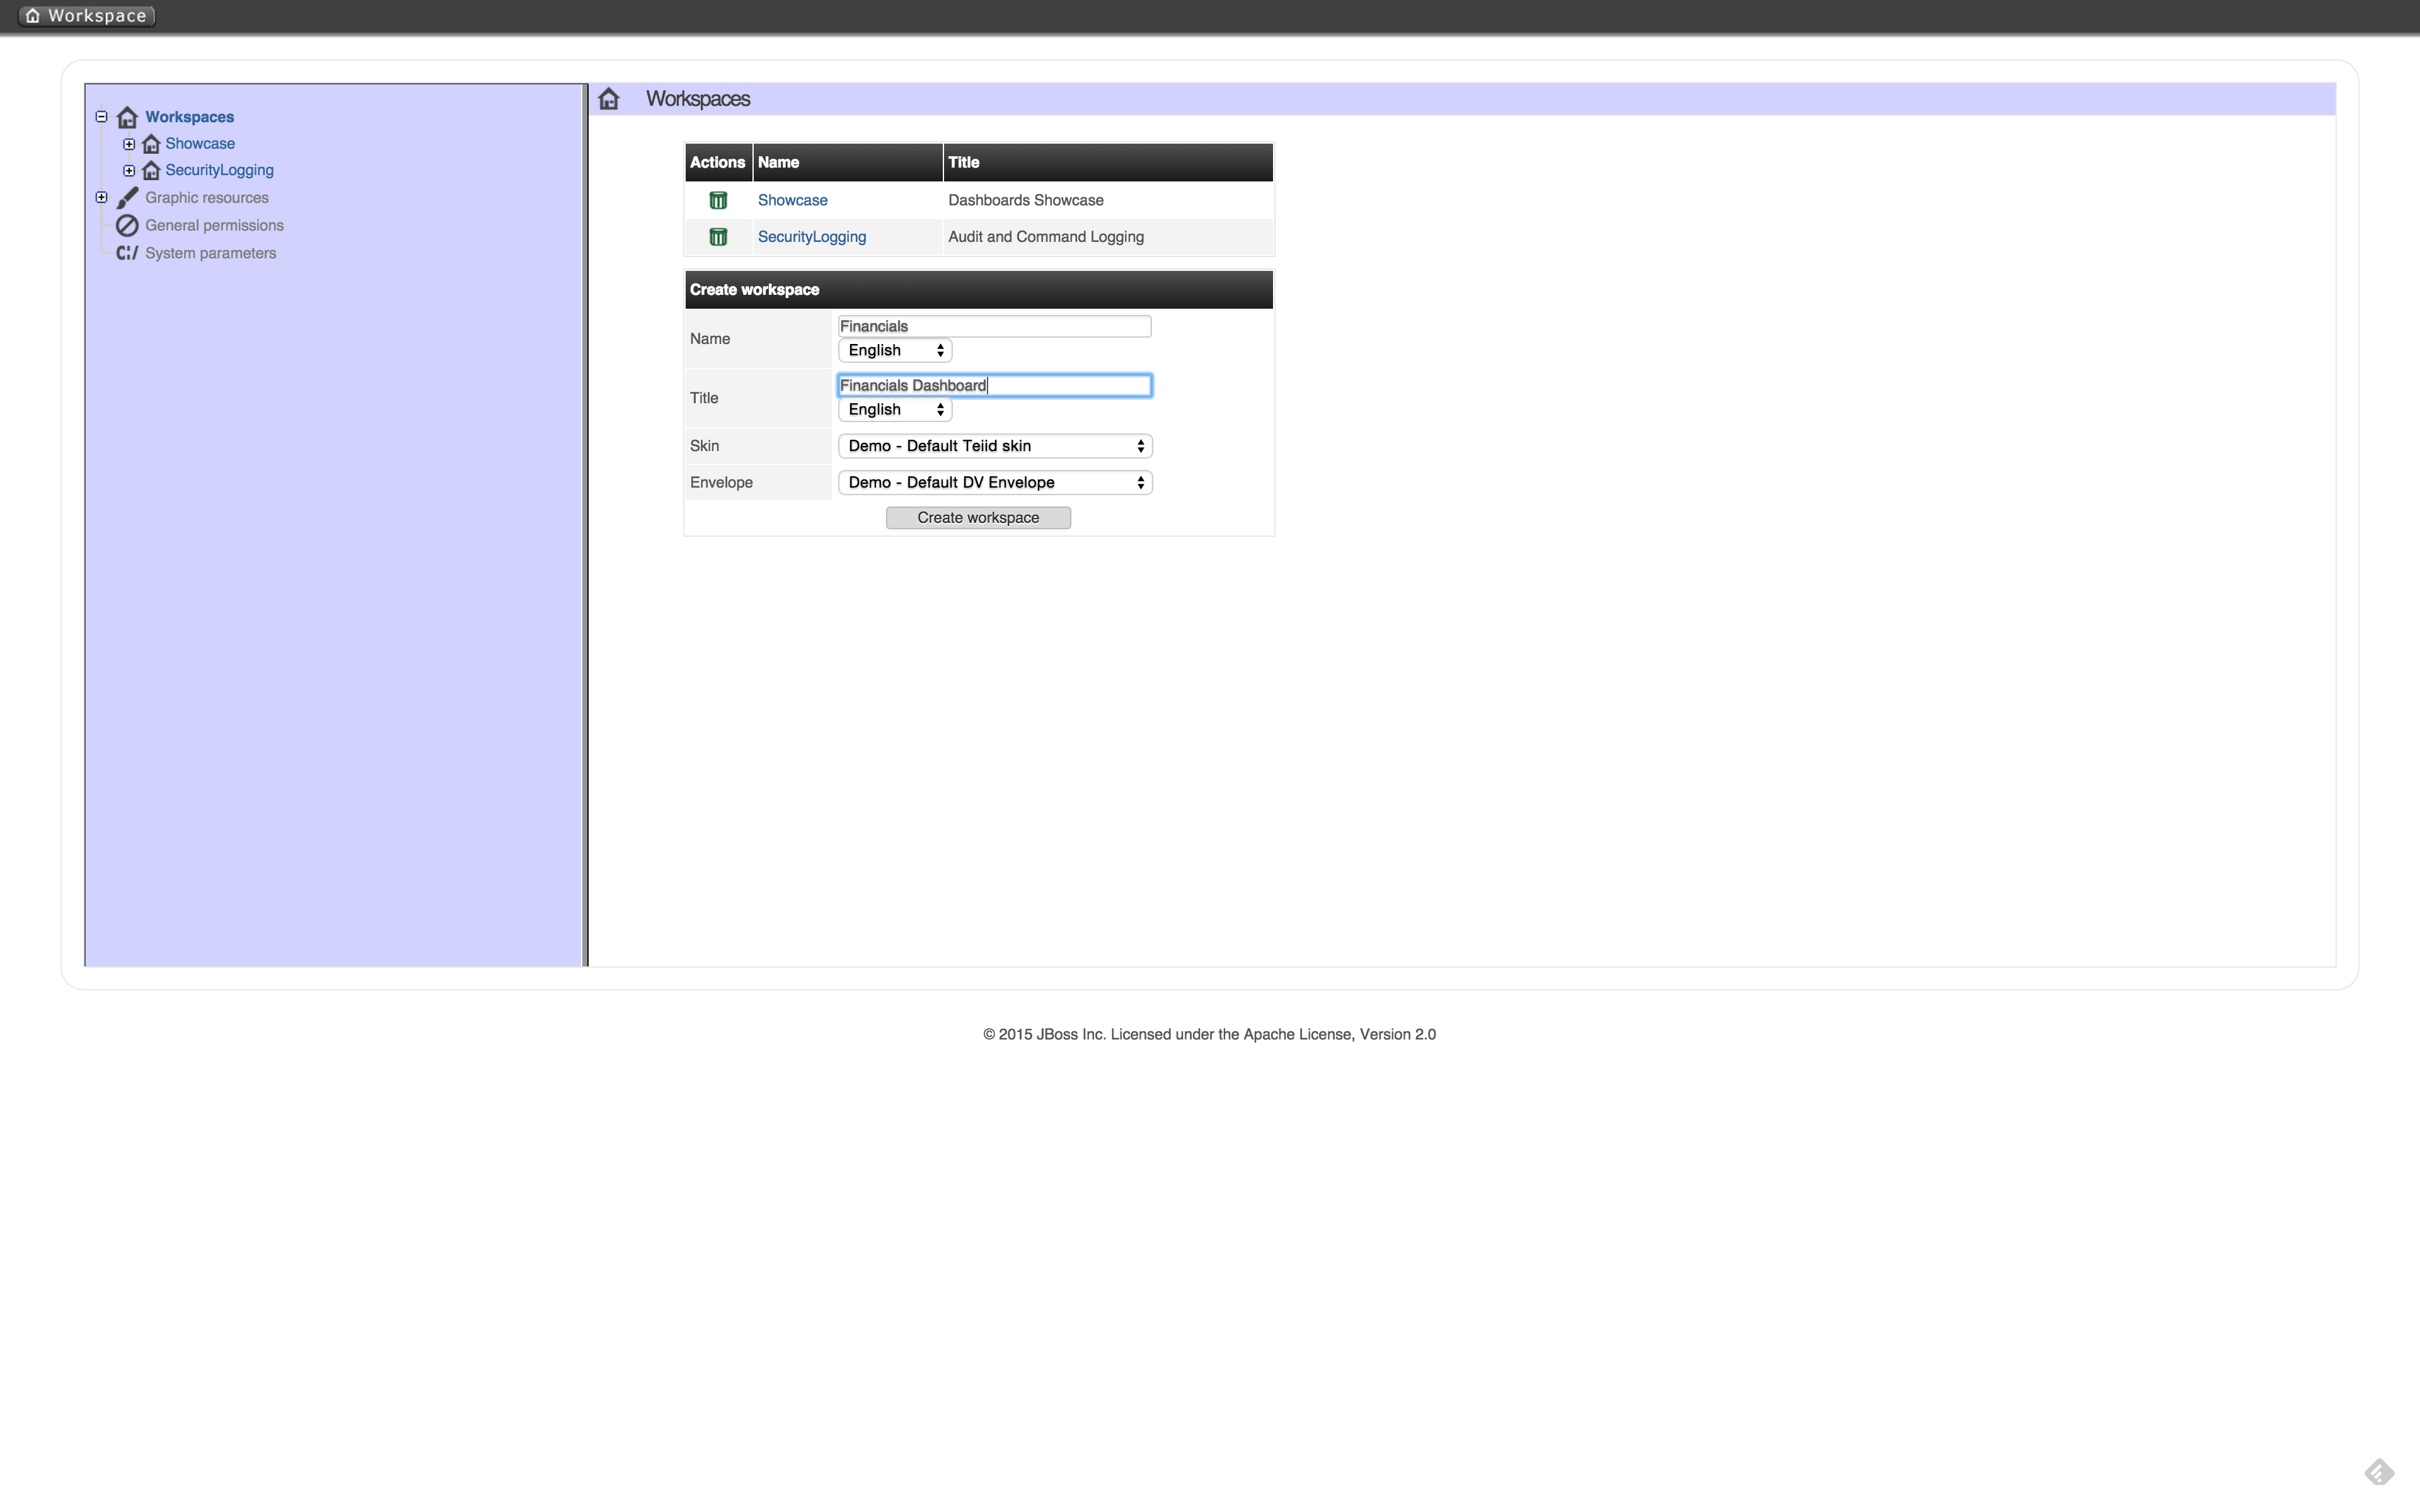 Workspace
Workspaces
Showcase
SecurityLogging
Graphic resources
General permissions
System parameters
Workspaces
Actions Name Title
Showcase Dashboards Showcase
SecurityLogging Audit and Command Logging
Create workspace
Name Financials
English
Title Financials Dashboard
English
Skin Demo - Default Teiid skin
Envelope Demo - Default DV Envelope
Create workspace
© 2015 JBoss Inc. Licensed under the Apache License, Version 2.0